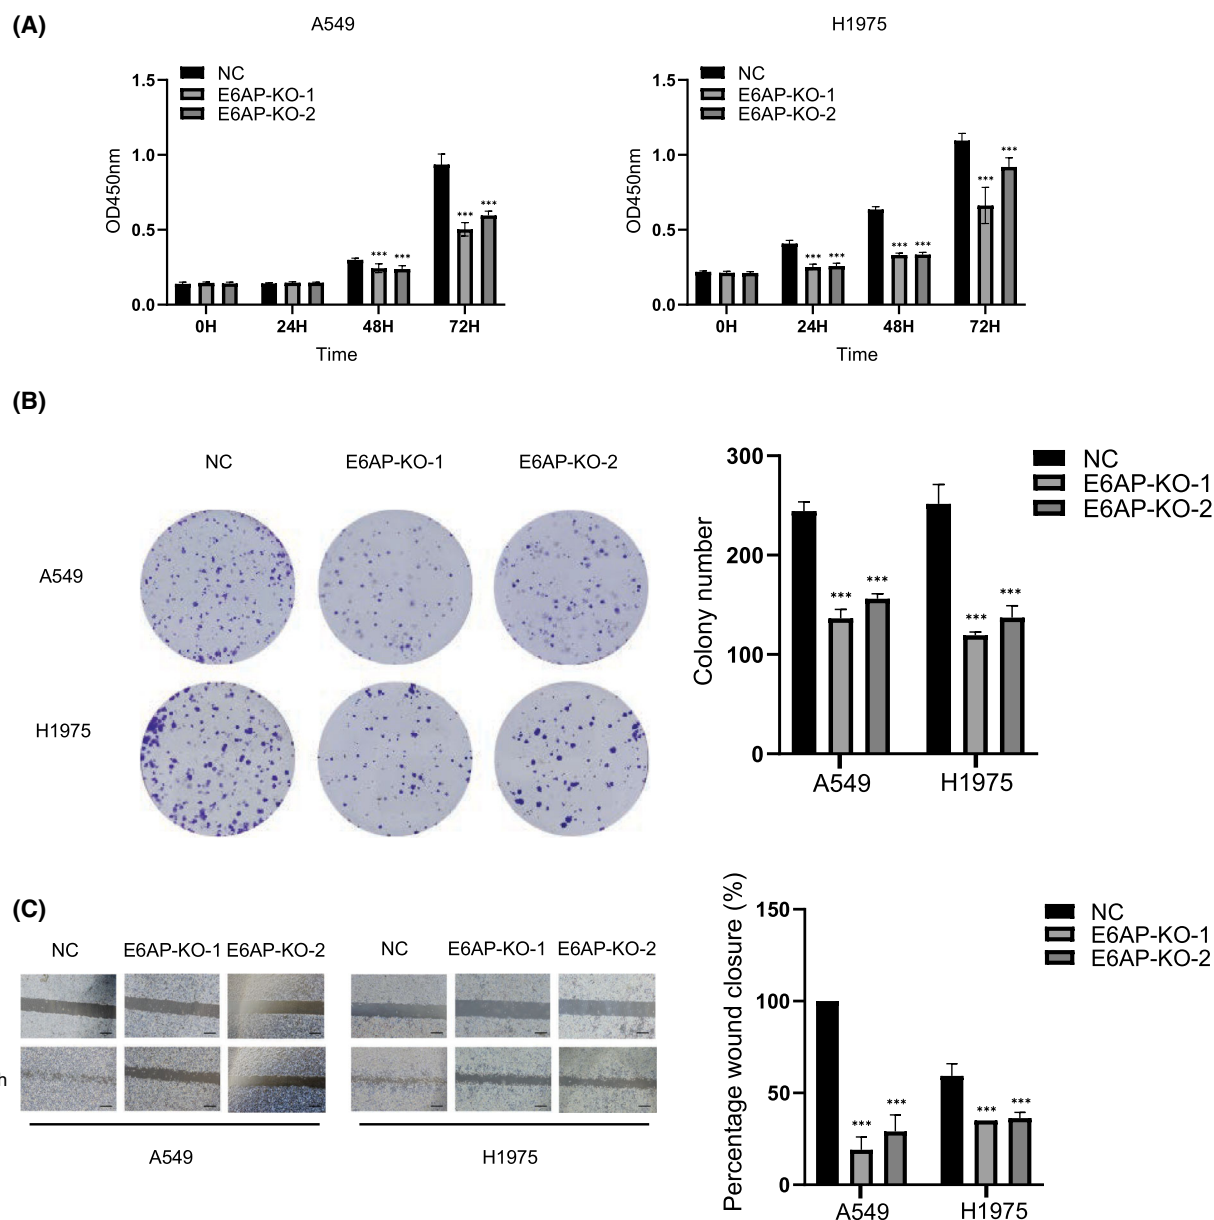 (A)
A549
H1975
NC
E6AP-KO-1
E6AP-KO-2
1.5
1.0
0.5
0.0
OD450nm
*** *** *** ***
0H 24H 48H 72H
Time
NC
E6AP-KO-1
E6AP-KO-2
1.5
1.0
0.5
0.0
OD450nm
*** *** *** *** *** ***
0H 24H 48H 72H
Time
(B)
NC E6AP-KO-1 E6AP-KO-2
A549
H1975
300
200
100
0
Colony number
*** *** *** ***
A549 H1975
NC
E6AP-KO-1
E6AP-KO-2
(C)
NC E6AP-KO-1 E6AP-KO-2 NC E6AP-KO-1 E6AP-KO-2
h
A549 H1975
150
100
50
0
Percentage wound closure (%)
*** *** *** ***
A549 H1975
NC
E6AP-KO-1
E6AP-KO-2